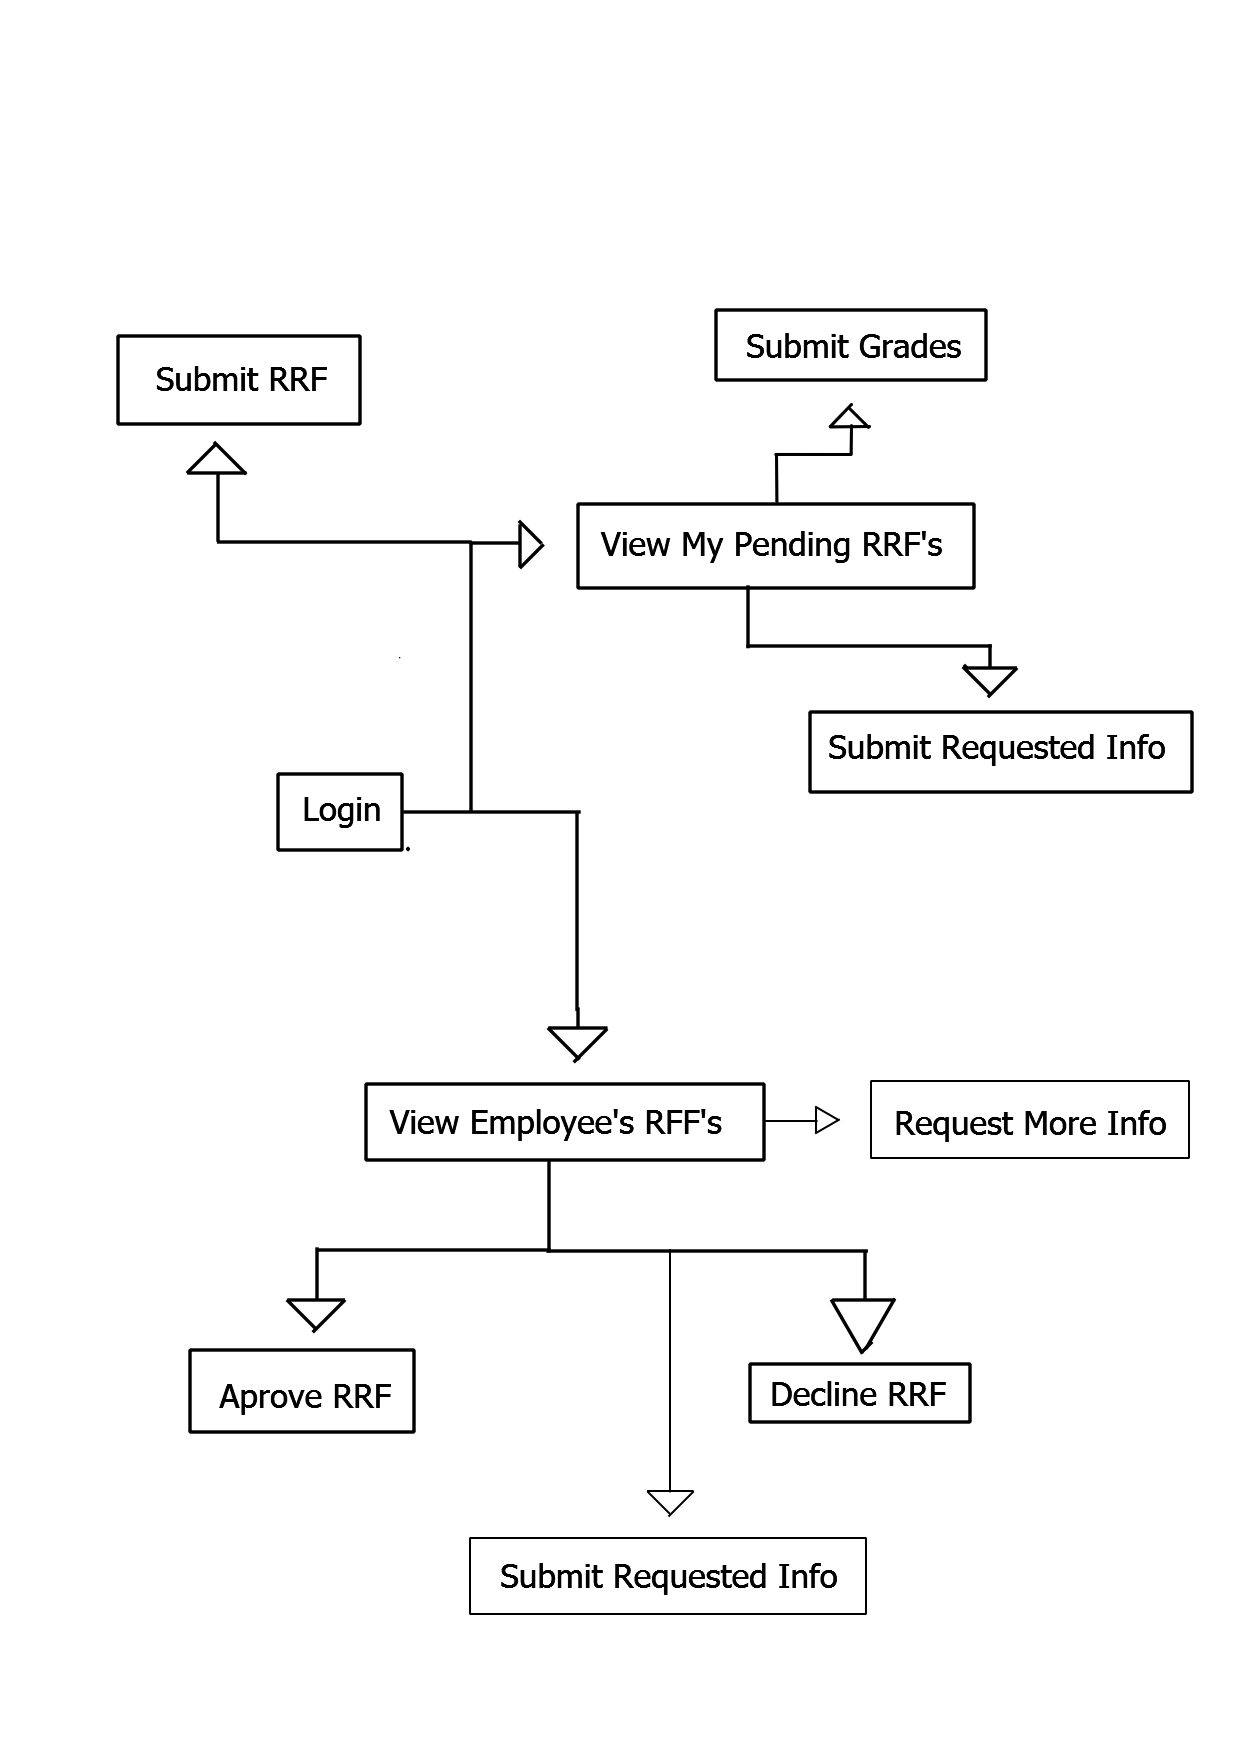 Submit Grades
Submit RRF
View My Pending RRF's
Submit Requested Info
Login
View Employee's RFF's
Request More Info
Aprove RRF
Decline RRF
Submit Requested Info